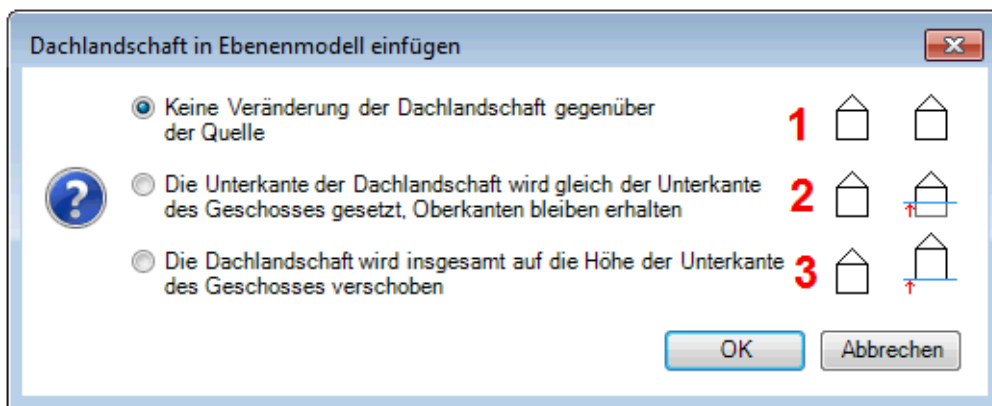 Dachlandschaft in Ebenenmodell einfügen
Keine Veränderung der Dachlandschaft gegenüber
der Quelle
1
Die Unterkante der Dachlandschaft wird gleich der Unterkante
des Geschosses gesetzt, Oberkanten bleiben erhalten
2
Die Dachlandschaft wird insgesamt auf die Höhe der Unterkante
des Geschosses verschoben
3
OK
Abbrechen